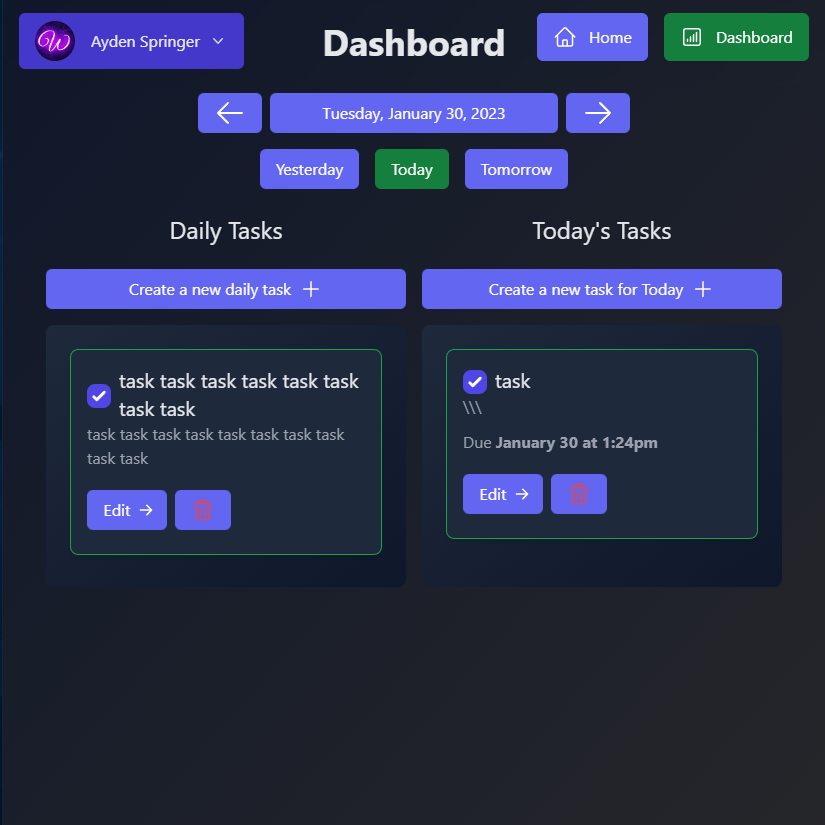 W
Ayden Springer
Dashboard
Home
Dashboard
Tuesday, January 30, 2023
Yesterday
Today
Tomorrow
Daily Tasks
Create a new daily task
task task task task task task
task task
task task task task task task task task
task task
Edit
Today's Tasks
Create a new task for Today
task
\\\
Due January 30 at 1:24pm
Edit